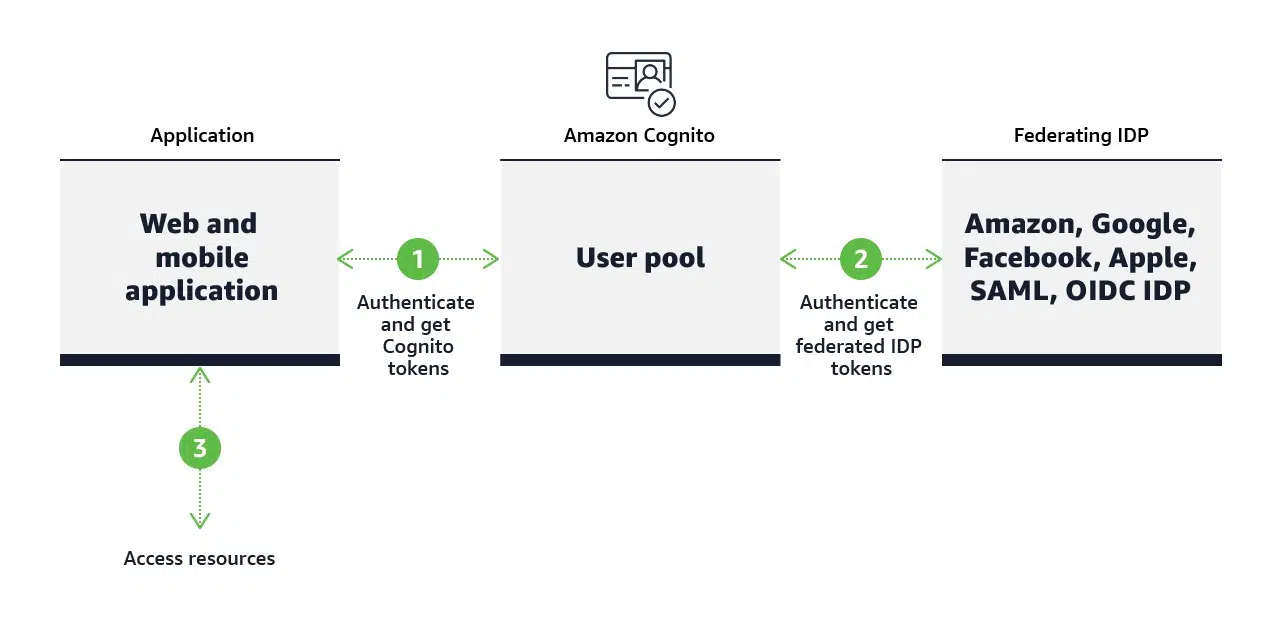 Application
Amazon Cognito
Federating IDP
Web and
mobile
application
User pool
Amazon, Google,
Facebook, Apple,
SAML, OIDC IDP
1
Authenticate
and get
Cognito
tokens
2
Authenticate
and get
federated IDP
tokens
3
Access resources